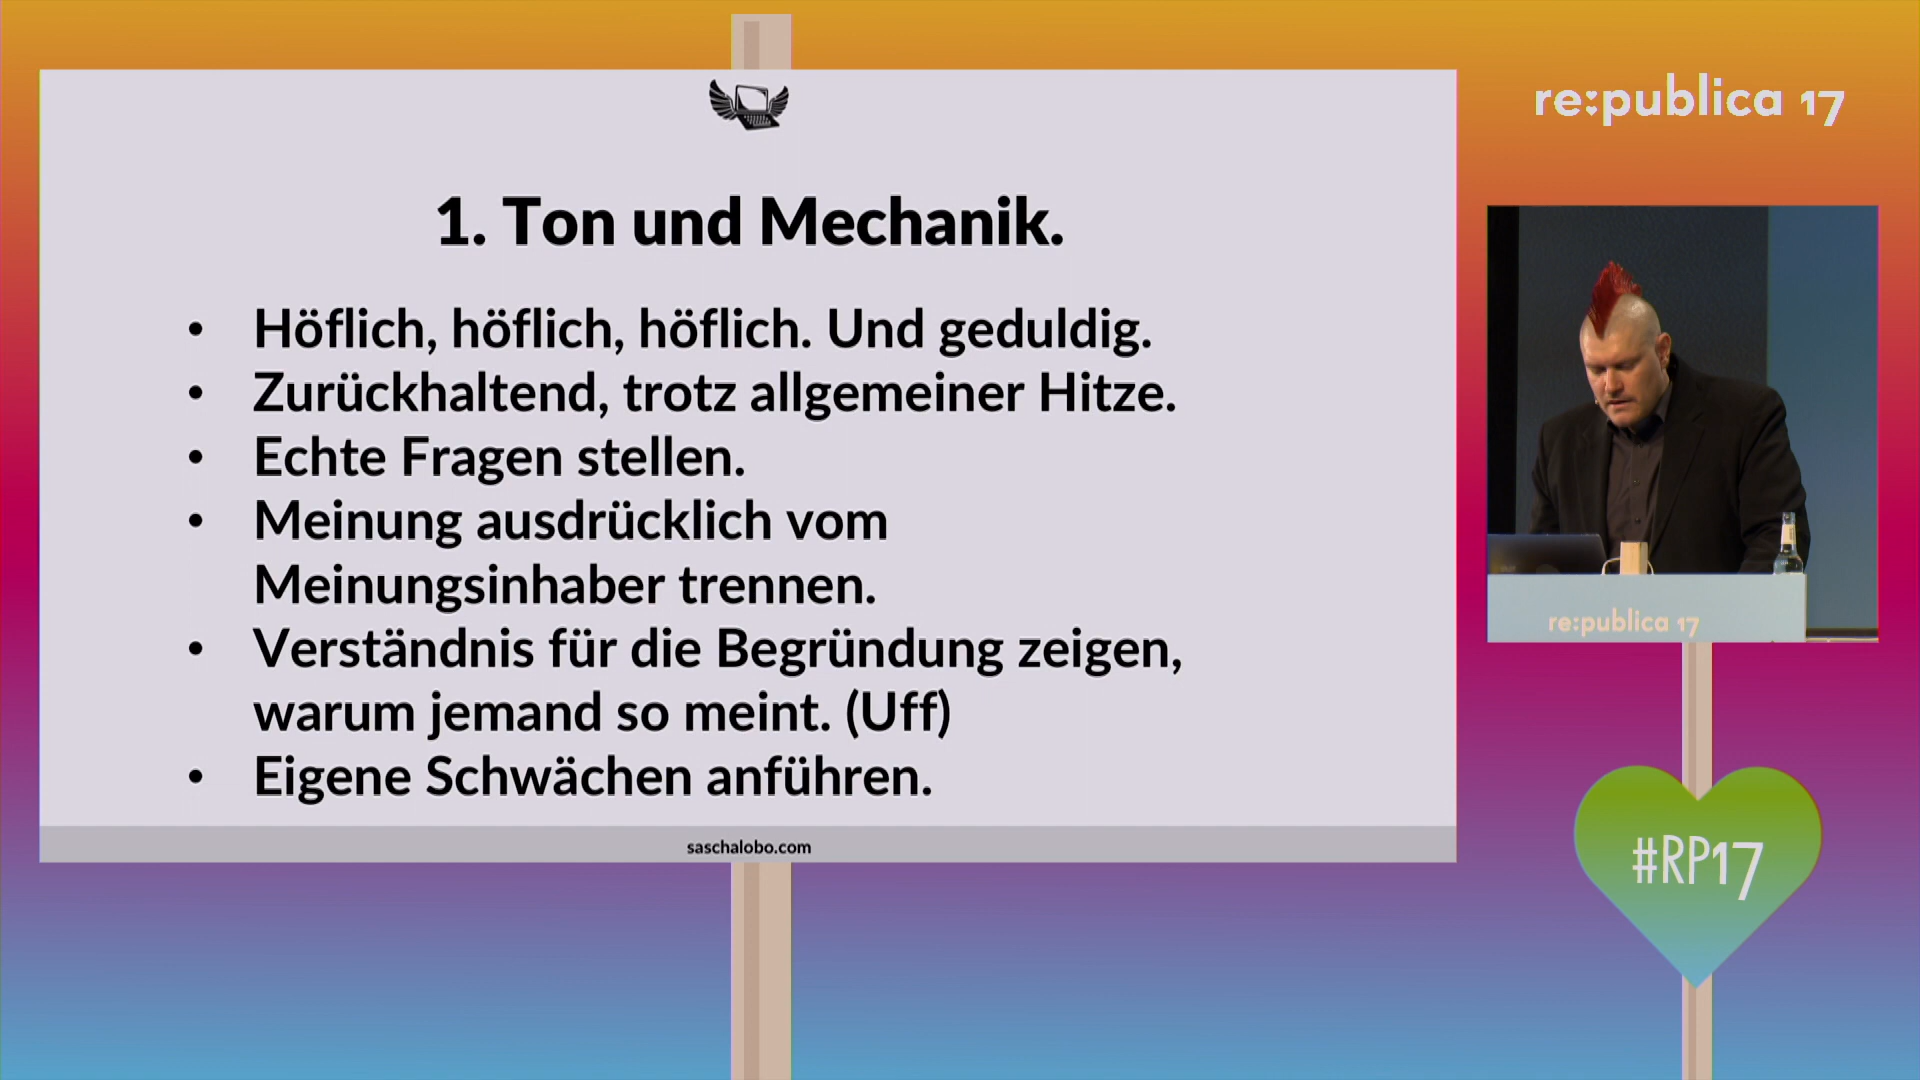 re:publica 17
1. Ton und Mechanik.
• Höflich, höflich, höflich. Und geduldig.
• Zurückhaltend, trotz allgemeiner Hitze.
• Echte Fragen stellen.
• Meinung ausdrücklich vom
Meinungsinhaber trennen.
• Verständnis für die Begründung zeigen,
warum jemand so meint. (Uff)
• Eigene Schwächen anführen.
saschalobo.com
re:publica 17
#RP17